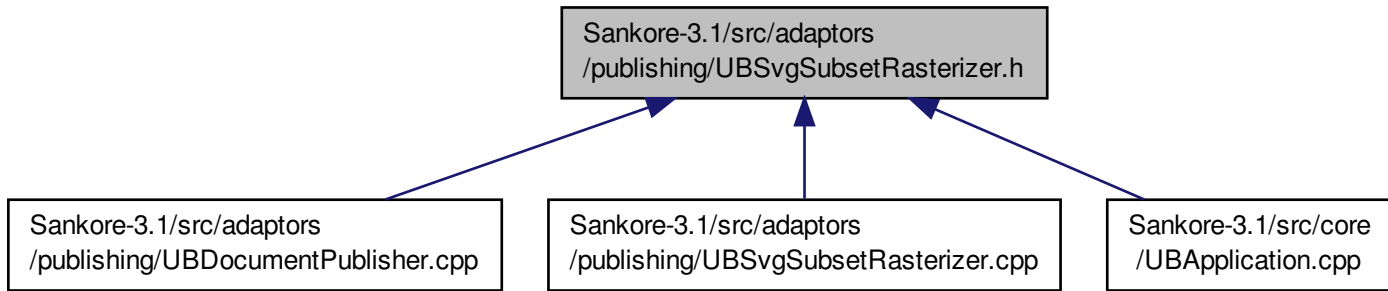 Sankore-3.1/src/adaptors
/publishing/UBSvgSubsetRasterizer.h
Sankore-3.1/src/adaptors
/publishing/UBDocumentPublisher.cpp
Sankore-3.1/src/adaptors
/publishing/UBSvgSubsetRasterizer.cpp
Sankore-3.1/src/core
/UBApplication.cpp